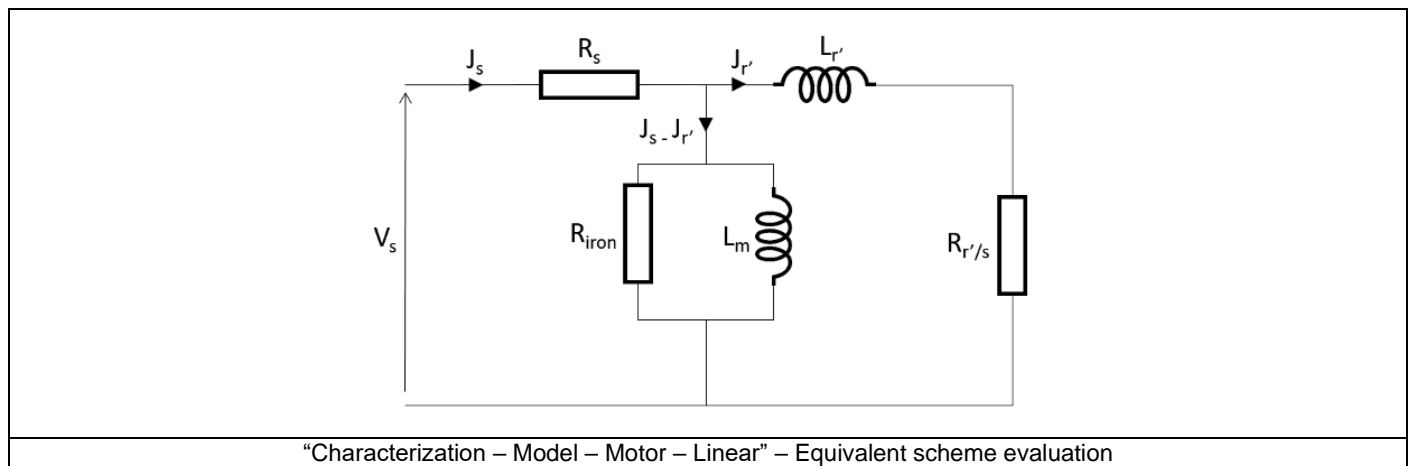 J_s
R_s
J_r'
L_r'
J_s - J_r'
V_s
R_iron
L_m
R_r'/s
“Characterization – Model – Motor – Linear” – Equivalent scheme evaluation